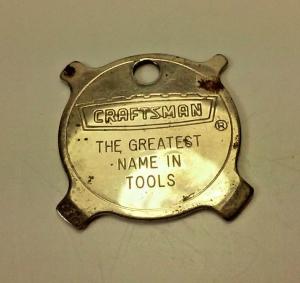 CRAFTSMAN
®
THE GREATEST
NAME IN
TOOLS